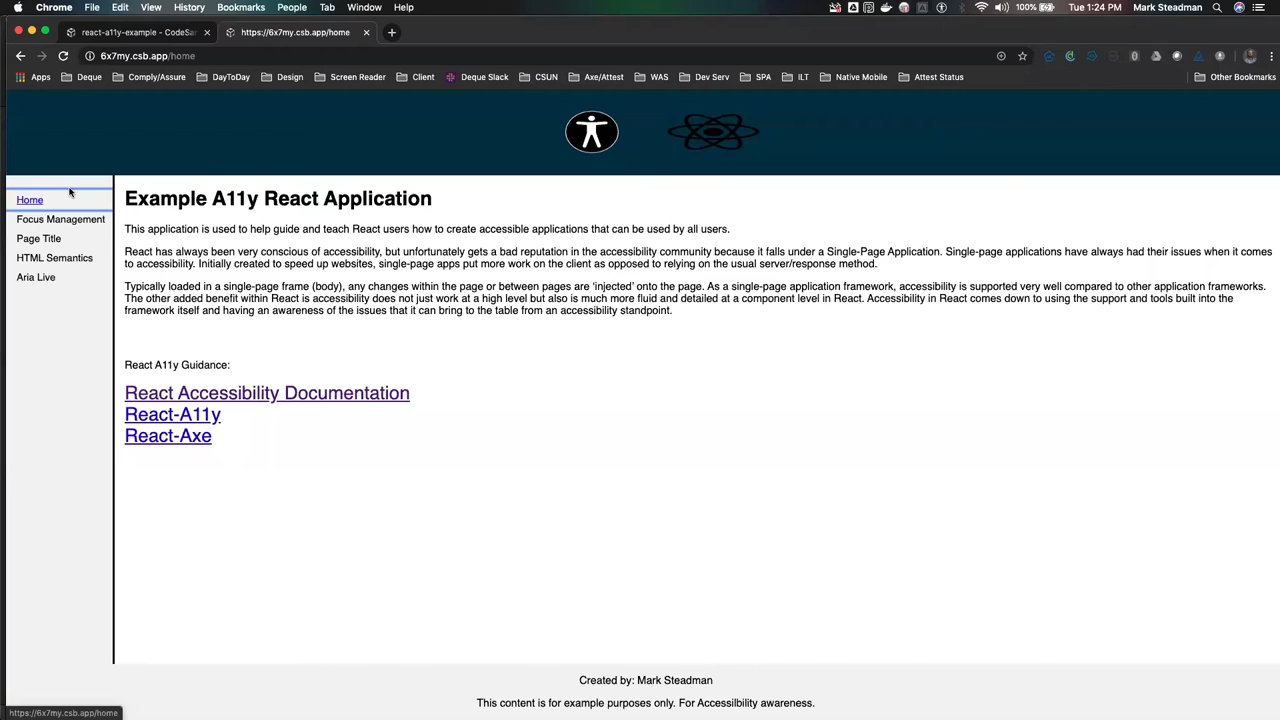 Chrome File Edit View History Bookmarks People Tab Window Help 100% Tue 1:24 PM Mark Steadman
react-a11y-example - CodeSa https://6x7my.csb.app/home
6x7my.csb.app/home
Apps Deque Comply/Assure DayToDay Design Screen Reader Client Deque Slack CSUN Axe/Attest WAS Dev Serv SPA ILT Native Mobile Attest Status Other Bookmarks
Home
Focus Management
Page Title
HTML Semantics
Aria Live
Example A11y React Application
This application is used to help guide and teach React users how to create accessible applications that can be used by all users.
React has always been very conscious of accessibility, but unfortunately gets a bad reputation in the accessibility community because it falls under a Single-Page Application. Single-page applications have always had their issues when it comes
to accessibility. Initially created to speed up websites, single-page apps put more work on the client as opposed to relying on the usual server/response method.
Typically loaded in a single-page frame (body), any changes within the page or between pages are ‘injected’ onto the page. As a single-page application framework, accessibility is supported very well compared to other application frameworks.
The other added benefit within React is accessibility does not just work at a high level but also is much more fluid and detailed at a component level in React. Accessibility in React comes down to using the support and tools built into the
framework itself and having an awareness of the issues that it can bring to the table from an accessibility standpoint.
React A11y Guidance:
React Accessibility Documentation
React-A11y
React-Axe
Created by: Mark Steadman
This content is for example purposes only. For Accessilbility awareness.
https://6x7my.csb.app/home